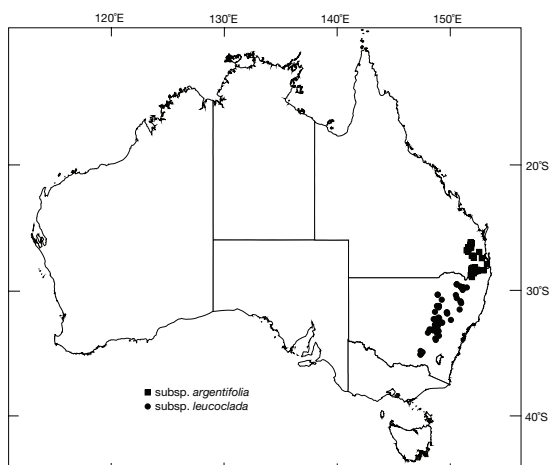 120°E 130°E 140°E 150°E
20°S
30°S
subsp. argentifolia
subsp. leucoclada
40°S